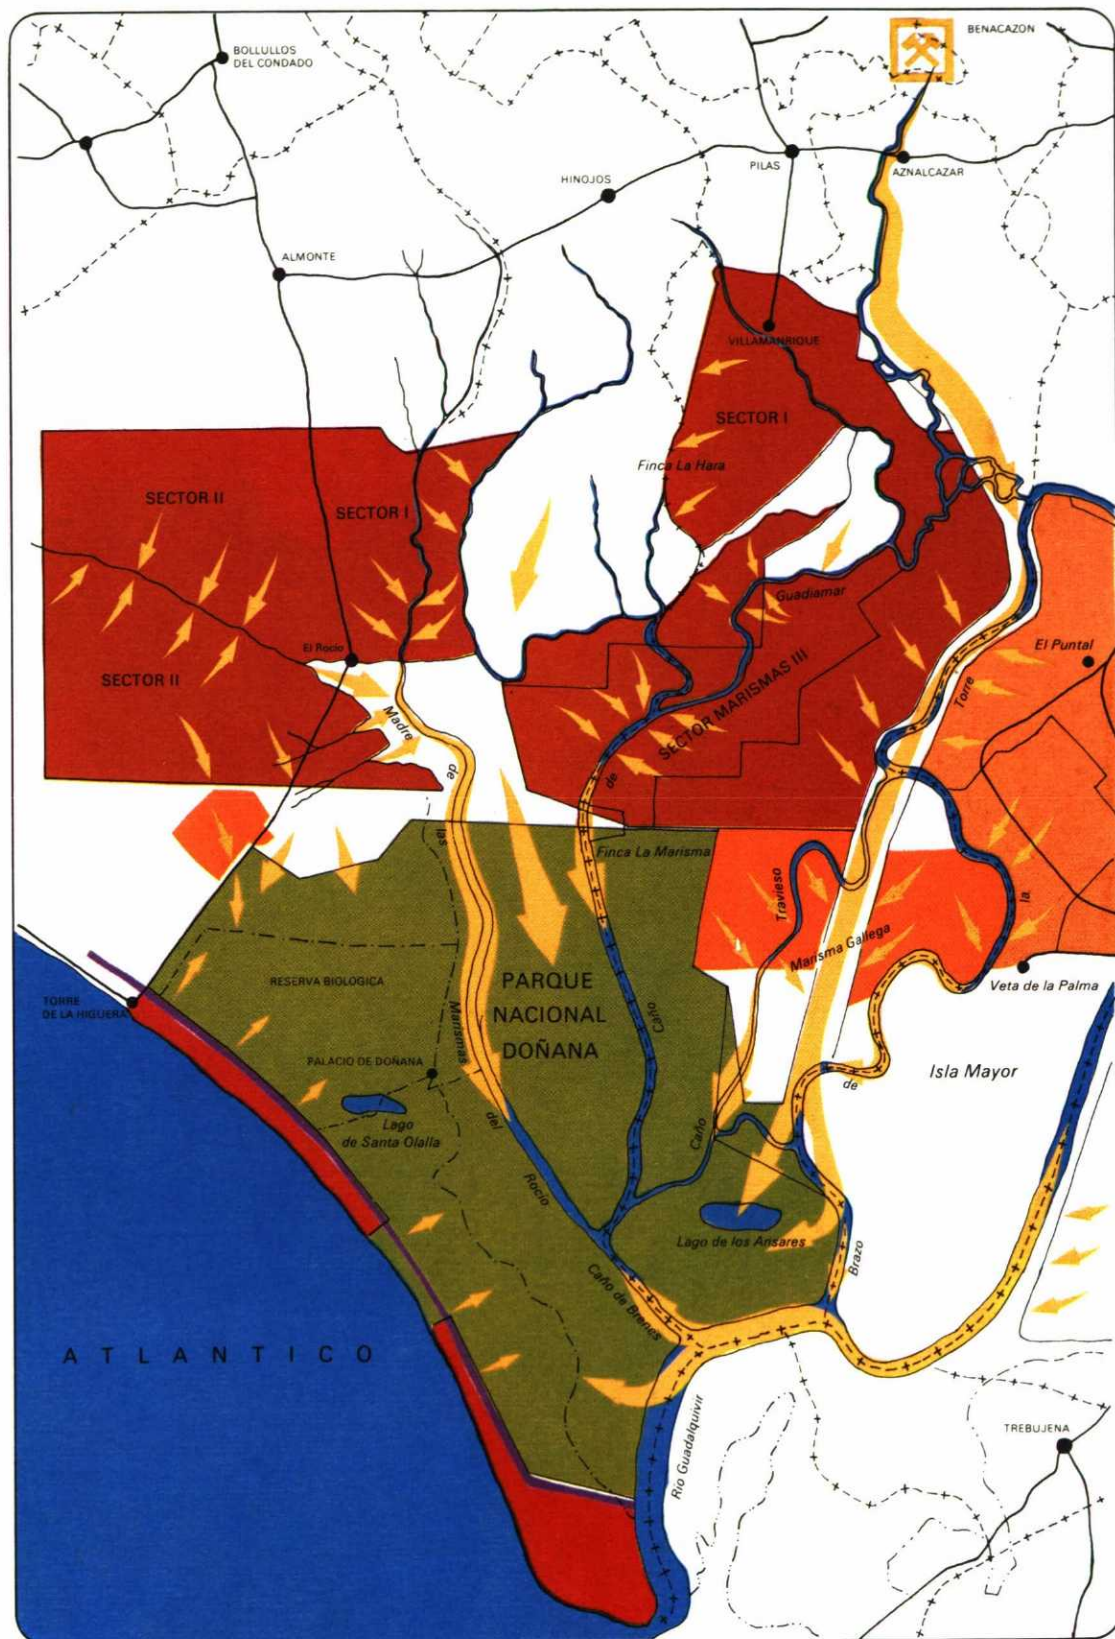 BENACAZON
BOLLULLOS
DEL CONDADO
PILAS
AZNALCAZAR
HINOJOS
ALMONTE
VILLAMANRIQUE
SECTOR I
Finca La Hara
SECTOR II
SECTOR I
Guadiamar
El Puntal
El Rocío
SECTOR II
SECTOR MARISMAS III
Torre
Madre
de
de
las
Finca La Marisma
Travieso
la
Marisma Gallega
RESERVA BIOLOGICA
PARQUE
NACIONAL
DOÑANA
Veta de la Palma
TORRE
DE LA HIGUERA
Marismas
Caño
PALACIO DE DOÑANA
Isla Mayor
de
Lago
de Santa Olalla
del
Caño
Rocío
Lago de los Ansares
Brazo
Caño de Brenes
ATLANTICO
Rio Guadalquivir
TREBUJENA